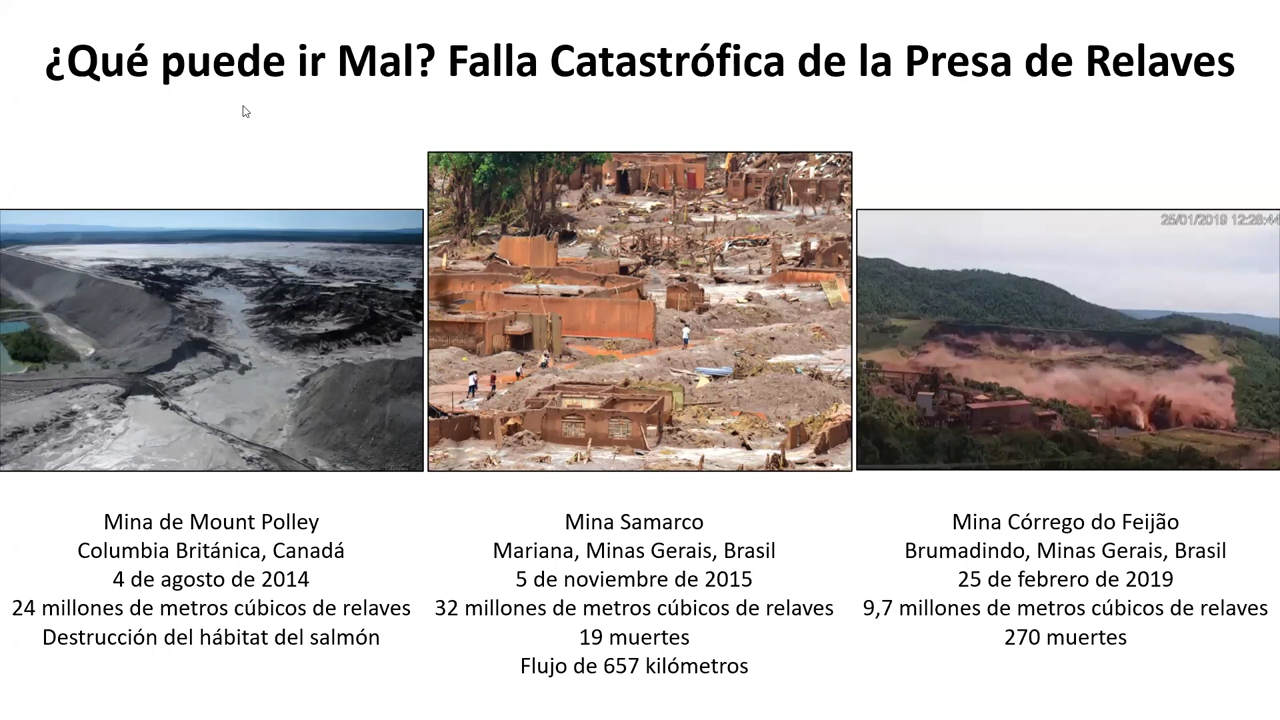 ¿Qué puede ir Mal? Falla Catastrófica de la Presa de Relaves
25/01/2019 12:28:44
Mina de Mount Polley
Columbia Británica, Canadá
4 de agosto de 2014
24 millones de metros cúbicos de relaves
Destrucción del hábitat del salmón
Mina Samarco
Mariana, Minas Gerais, Brasil
5 de noviembre de 2015
32 millones de metros cúbicos de relaves
19 muertes
Flujo de 657 kilómetros
Mina Córrego do Feijão
Brumadindo, Minas Gerais, Brasil
25 de febrero de 2019
9,7 millones de metros cúbicos de relaves
270 muertes